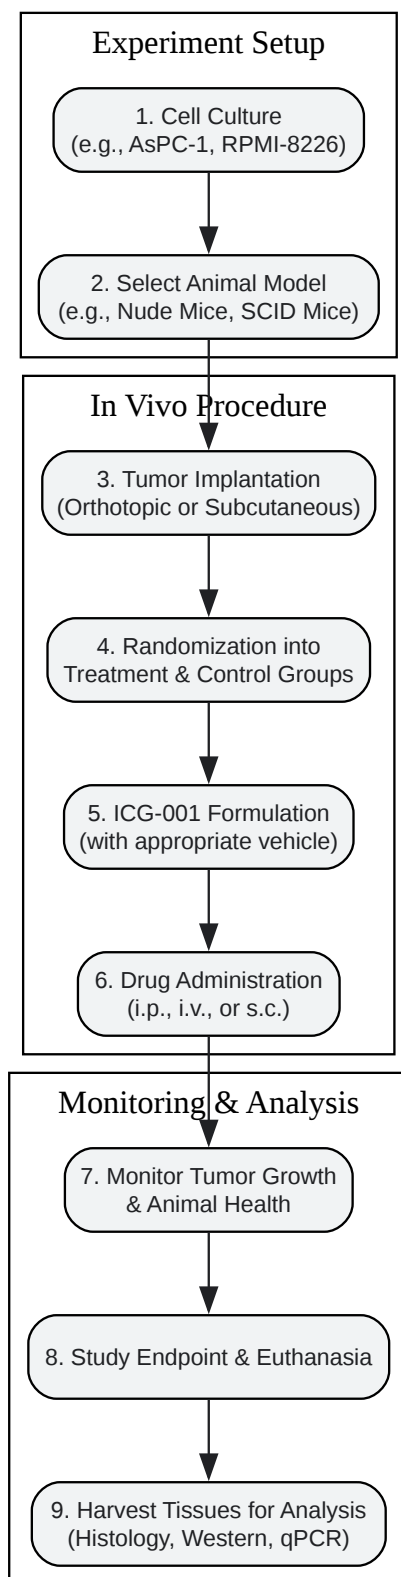 Experiment Setup
1. Cell Culture
(e.g., AsPC-1, RPMI-8226)
2. Select Animal Model
(e.g., Nude Mice, SCID Mice)
In Vivo Procedure
3. Tumor Implantation
(Orthotopic or Subcutaneous)
4. Randomization into
Treatment & Control Groups
5. ICG-001 Formulation
(with appropriate vehicle)
6. Drug Administration
(i.p., i.v., or s.c.)
Monitoring & Analysis
7. Monitor Tumor Growth
& Animal Health
8. Study Endpoint & Euthanasia
9. Harvest Tissues for Analysis
(Histology, Western, qPCR)